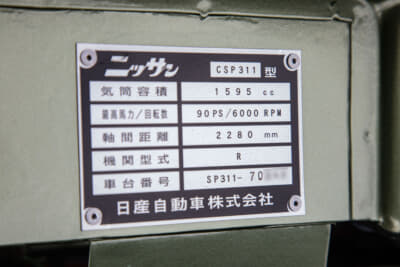 ニッサン CSP311 型
気筒容積 1595 cc
最高馬力/回転数 90PS/6000 RPM
軸間距離 2280 mm
機関型式 R
車台番号 SP311-70
日産自動車株式会社